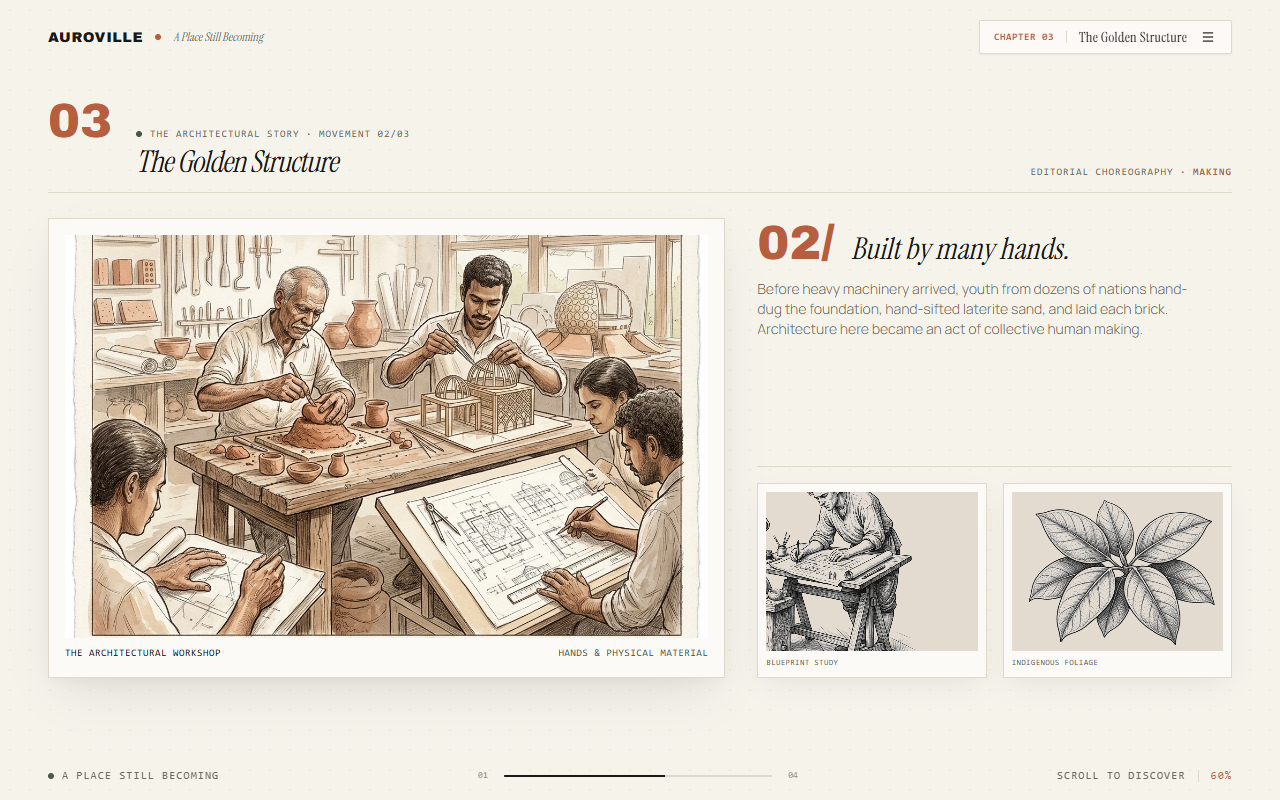 AUROVILLE
A Place Still Becoming
CHAPTER 03
The Golden Structure
03
THE ARCHITECTURAL STORY · MOVEMENT 02/03
The Golden Structure
EDITORIAL CHOREOGRAPHY · MAKING
02/ Built by many hands.
Before heavy machinery arrived, youth from dozens of nations hand-
dug the foundation, hand-sifted laterite sand, and laid each brick.
Architecture here became an act of collective human making.
THE ARCHITECTURAL WORKSHOP
HANDS & PHYSICAL MATERIAL
BLUEPRINT STUDY
INDIGENOUS FOLIAGE
A PLACE STILL BECOMING
01
04
SCROLL TO DISCOVER
60%